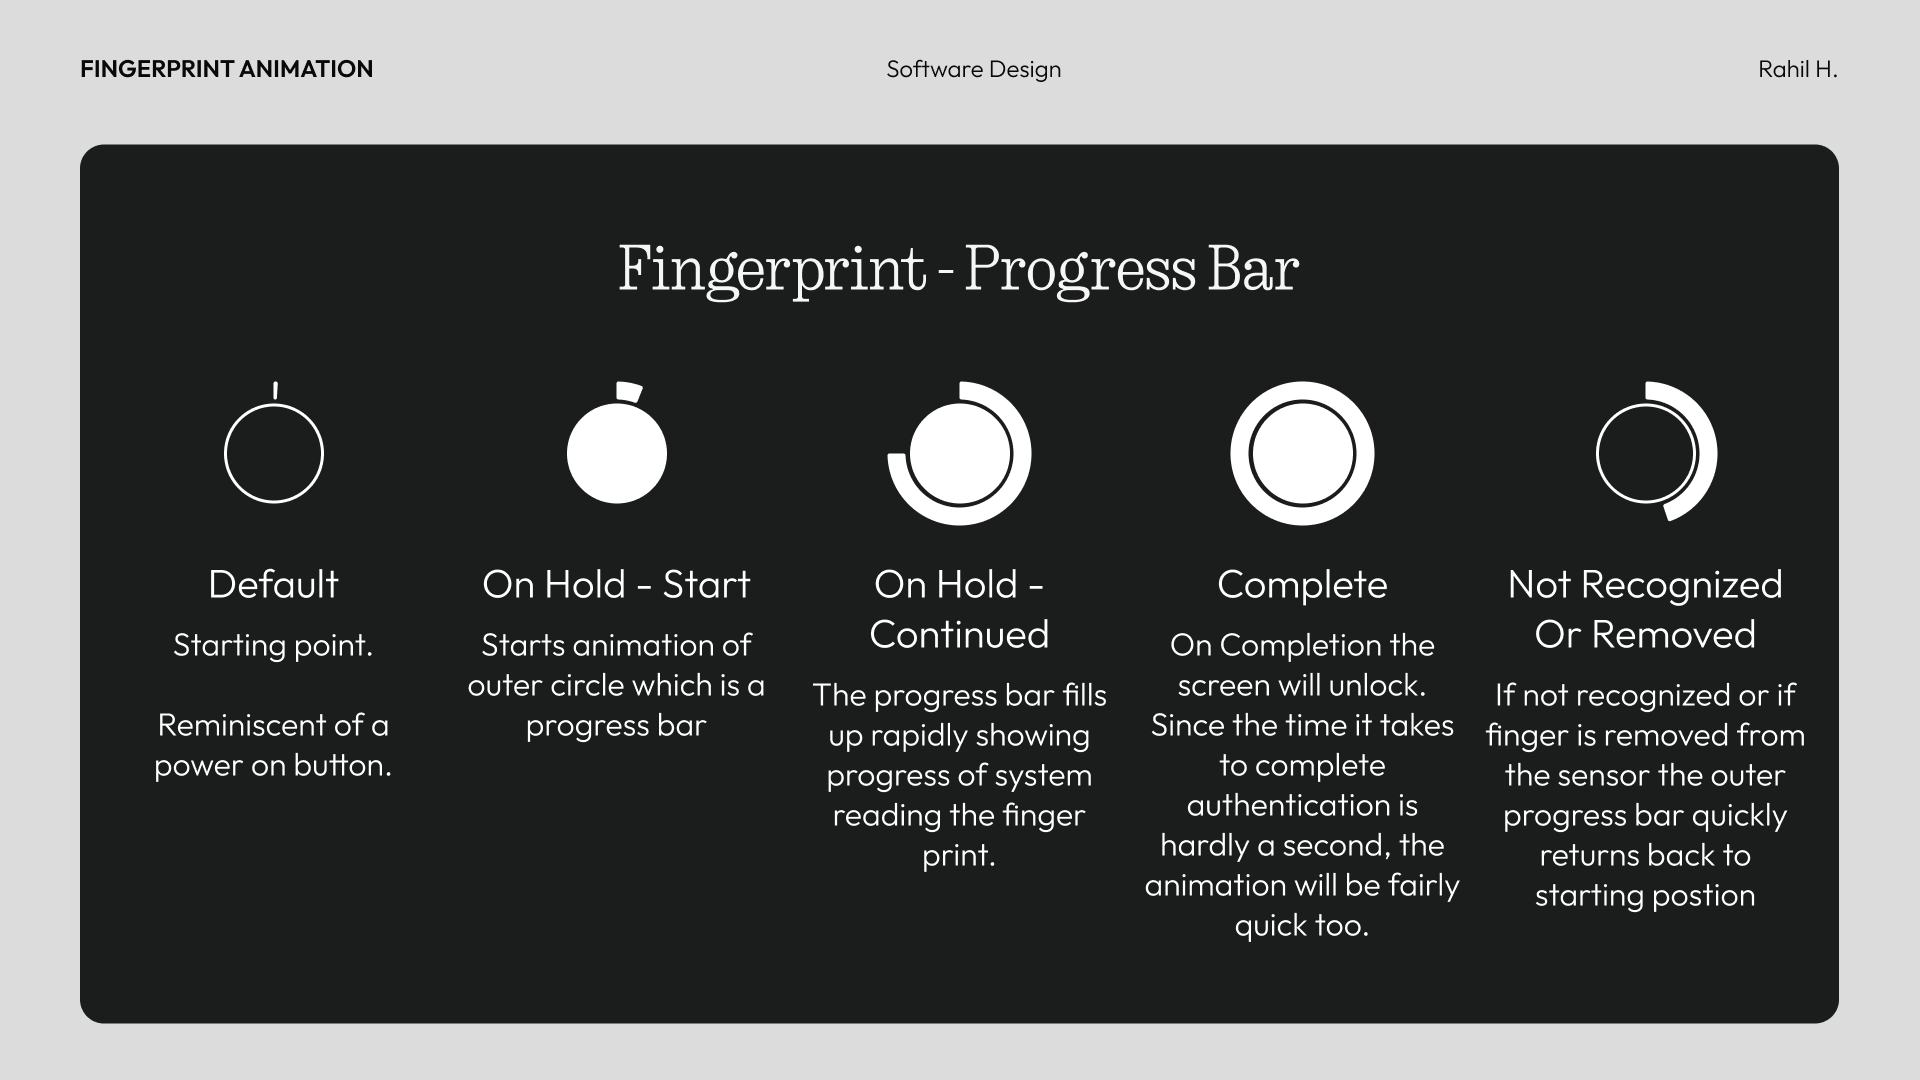 FINGERPRINT ANIMATION
Software Design
Rahil H.
Fingerprint - Progress Bar
Default
Starting point.
Reminiscent of a
power on button.
On Hold - Start
Starts animation of
outer circle which is a
progress bar
On Hold -
Continued
The progress bar fills
up rapidly showing
progress of system
reading the finger
print.
Complete
On Completion the
screen will unlock.
Since the time it takes
to complete
authentication is
hardly a second, the
animation will be fairly
quick too.
Not Recognized
Or Removed
If not recognized or if
finger is removed from
the sensor the outer
progress bar quickly
returns back to
starting postion